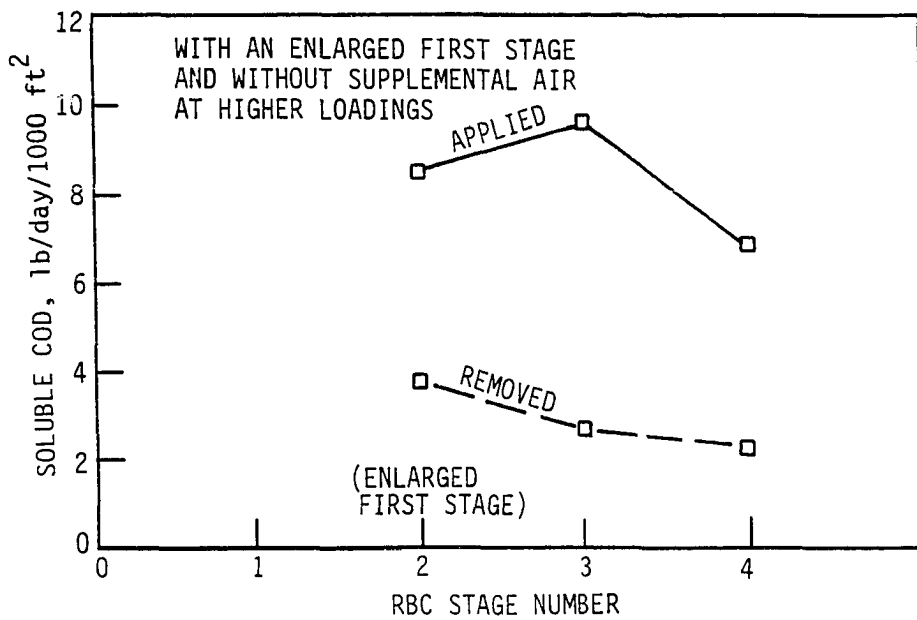 WITH AN ENLARGED FIRST STAGE
AND WITHOUT SUPPLEMENTAL AIR
AT HIGHER LOADINGS
APPLIED
REMOVED
(ENLARGED
FIRST STAGE)
SOLUBLE COD, lb/day/1000 ft²
12
10
8
6
4
2
0
0 1 2 3 4
RBC STAGE NUMBER